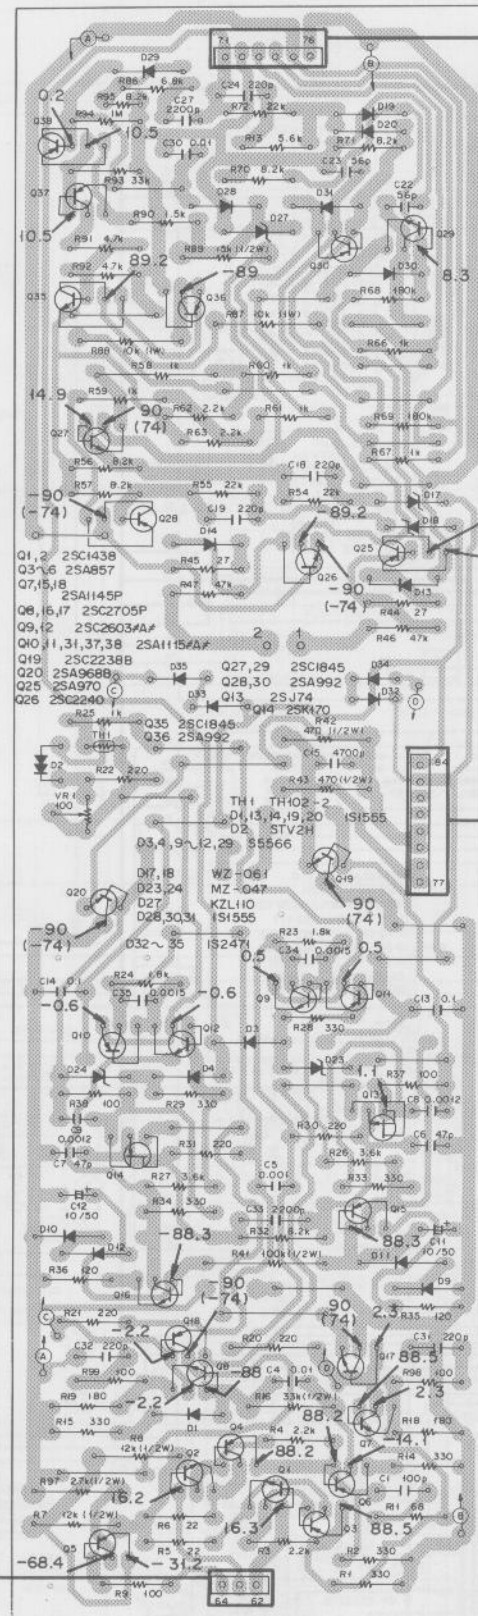 A
71 76
B
D29
R86 6.8k
R95 8.2k
C24 220p
C27 2200p
D19
0.2
Q38
R94 1M
R72 22k
D20
10.5
R13 5.6k
R71 8.2k
C30 0.01
C23 56p
Q37
R93 33k
R70 8.2k
D28
D31
C22 56p
R90 1.5k
D27
Q29
10.5
R91 4.7k
89.2
R89 15k (1/2W)
-89
Q30
D30
8.3
R92 4.7k
Q35
Q36
R68 180k
R87 10k (1W)
R88 10k (1W)
R66 1k
R58 1k
R60 1k
14.9
R59 1k
90
(74)
R62 2.2k
R61 1k
R69 180k
Q27
R63 2.2k
R67 1k
R56 8.2k
C18 220p
R57 8.2k
R55 22k
R54 22k
D17
-90
(-74)
Q28
C19 220p
-89.2
D18
D14
Q25
Q1,2 2SC1438
Q3~6 2SA857
R45 27
Q26
-90
(-74)
D13
Q7,15,18
2SA1145P
R47 47k
R44 27
Q8,16,17 2SC2705P
R46 47k
Q9,12 2SC2603
Q10,11,31,37,38 2SA1115
2 1
Q19 2SC2238B
Q20 2SA968B
D35
Q27,29 2SC1845
D34
Q25 2SA970
C
Q28,30 2SA992
D32
D
Q26 2SC2240
D33
Q13 2SJ74
Q14 2SK170
R25 1k
Q35 2SC1845
R42
470 (1/2W)
Q36 2SA992
TH1
D2
C15 4700p
64
R22 220
R43 470 (1/2W)
VR1
100
TH1 TH102-2
D1,13,14,19,20 1S1555
D2 STV2H
D3,4,9~12,29 S5566
D17,18 WZ-061
Q19
77
Q20
D23,24 MZ-047
D27 KZL110
90
(74)
D28,30,31 1S1555
-90
(-74)
D32~35 1S2471
R23 1.8k
C34 0.0015
R24 1.8k
0.5
0.5
C14 0.1
C35 0.0015
Q9
Q11
C13 0.1
-0.6
-0.6
R28 330
Q10
Q12
D3
D23
1.1
R37 100
D24
D4
Q13
C8 0.0012
R38 100
R29 330
C9
0.0012
R30 220
C6 47p
C7 47p
R31 220
R26 3.6k
Q14
R27 3.6k
C5
0.001
R33 330
C12
10/50
R34 330
C33 2200p
Q15
D10
R32 8.2k
88.3
C11
10/50
D12
-88.3
R41 100k(1/2W)
D11
R36 120
D9
Q16
-90
(-74)
90
(74)
2.3
R35 120
C
R21 220
Q18
R20 220
C31 220p
A
-2.2
D
Q17
88.5
C32 220p
Q8
C4 0.01
R99 100
-88
R98 100
-2.2
2.3
R19 180
R16 33k(1/2W)
88.2
R18 180
R15 330
D1
Q4
R4 2.2k
Q7
-14.1
R8
12k(1/2W)
Q2
88.2
R14 330
R97 27k(1/2W)
Q1
C1 100p
16.2
Q6
R7 12k (1/2W)
R6 22
16.3
R11 68
B
Q3
88.5
Q5
R5 22
R3 2.2k
R2 330
-68.4
-31.2
R9 100
R1 330
64 62